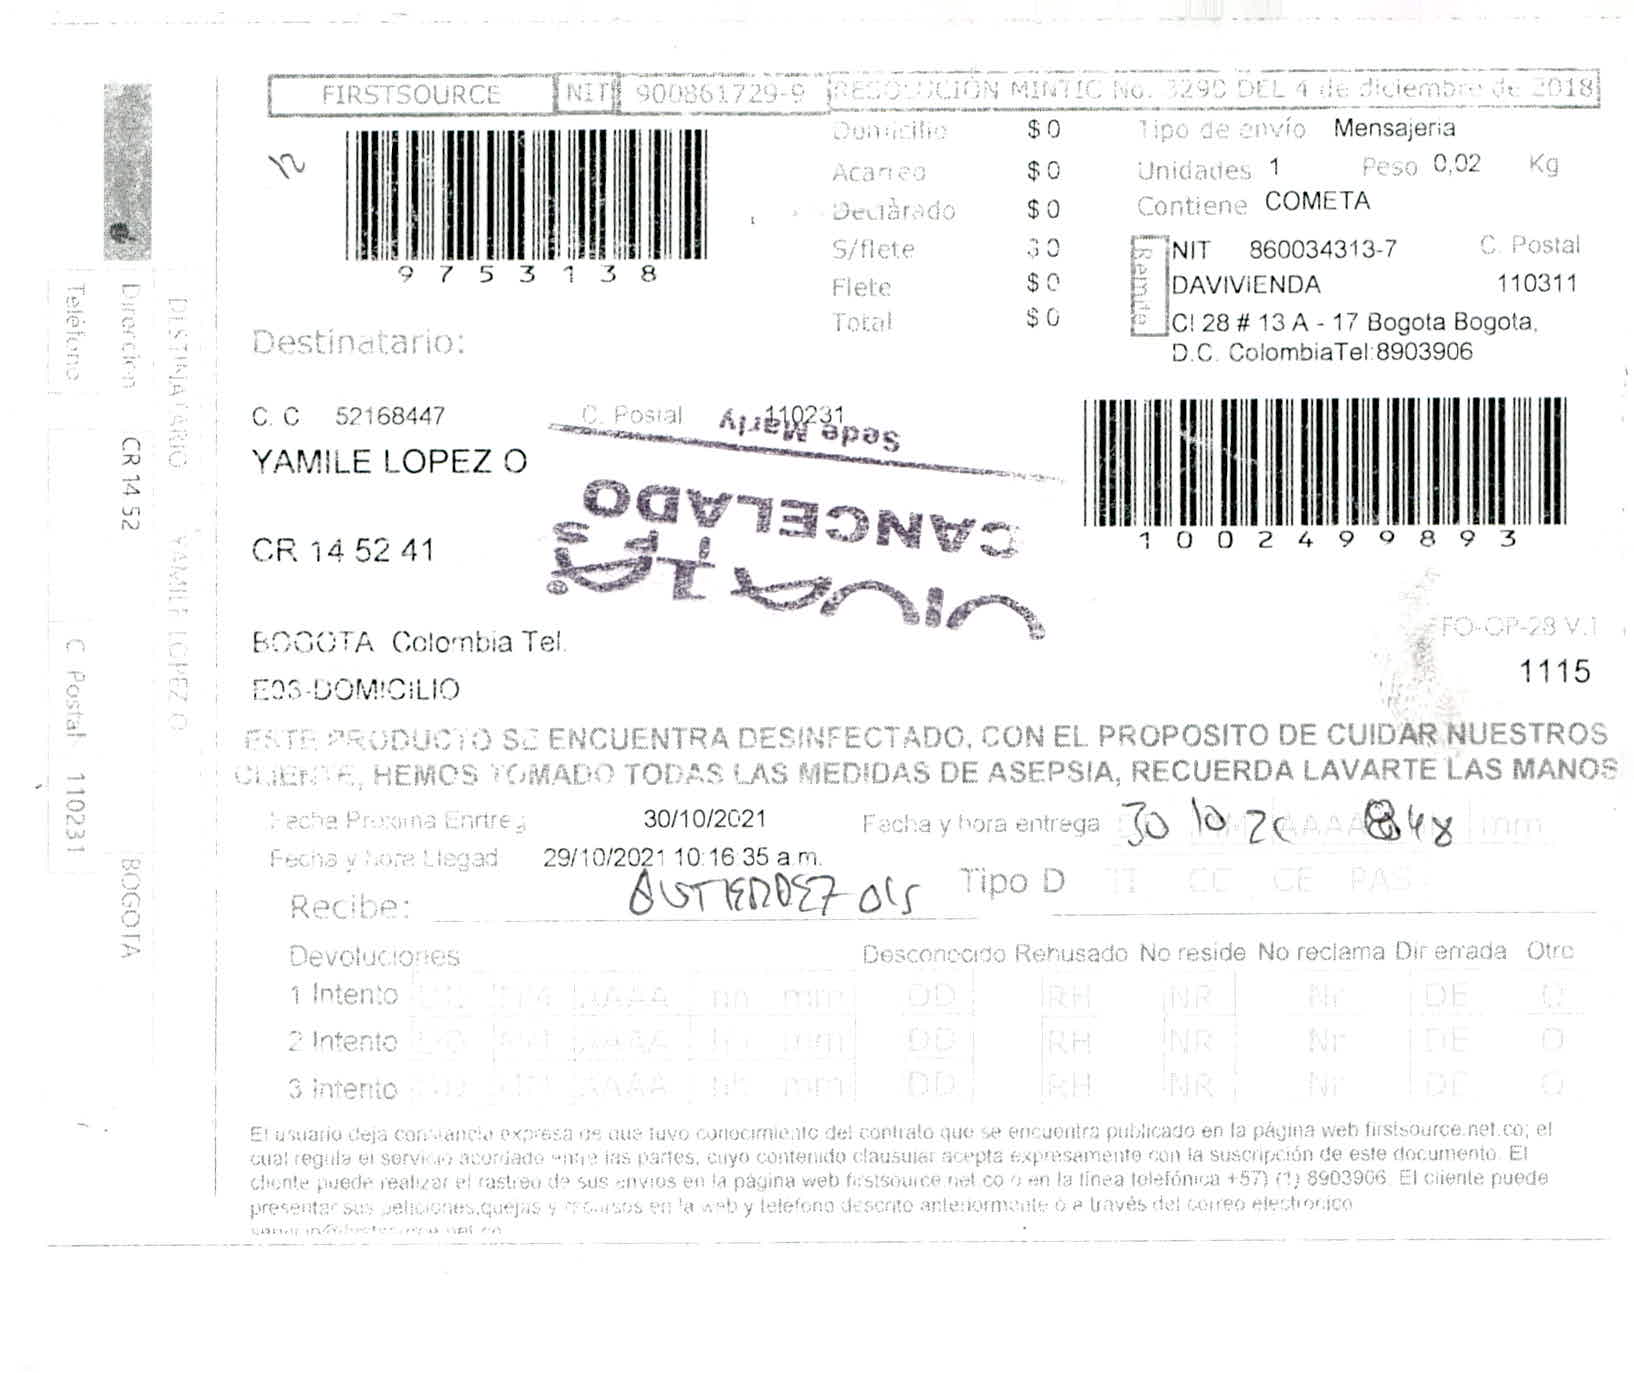 FIRSTSOURCE NIT 900861729-9 RESOLUCIÓN MINTIC No. 3290 DEL 4 de diciembre de 2018
12
9753138
Domicilio $ 0
Acarreo $ 0
Declarado $ 0
S/flete $ 0
Flete $ 0
Total $ 0
Tipo de envío Mensajeria
Unidades 1 Peso 0,02 Kg
Contiene COMETA
Remite
NIT 860034313-7 C. Postal
DAVIVIENDA 110311
Cl 28 # 13 A - 17 Bogota Bogota,
D.C. ColombiaTel:8903906
Destinatario:
C. C 52168447 C. Postal 110231
YAMILE LOPEZ O
CR 14 52 41
BOGOTA Colombia Tel.
E03-DOMICILIO
Sede Marly
CANCELADO
1002499893
FO-OP-28 V.1
1115
ESTE PRODUCTO SE ENCUENTRA DESINFECTADO, CON EL PROPOSITO DE CUIDAR NUESTROS
CLIENTE, HEMOS TOMADO TODAS LAS MEDIDAS DE ASEPSIA, RECUERDA LAVARTE LAS MANOS
Fecha Proxima Enrtreg 30/10/2021 Fecha y hora entrega 30 10 8:48 mm
Fecha y hora Llegad 29/10/2021 10:16:35 a.m.
Recibe: Tipo D TI CC CE PAS
Devoluciones Desconocido Rehusado No reside No reclama Dir errada Otro
1 Intento DD MM AAAA hh mm DD RH NR Nr DE O
2 Intento DD MM AAAA hh mm DD RH NR Nr DE O
3 Intento DD MM AAAA hh mm DD RH NR Nr DE O
El usuario deja constancia expresa de que tuvo conocimiento del contrato que se encuentra publicado en la página web firstsource.net.co; el
cual regula el servicio acordado entre las partes, cuyo contenido clausular acepta expresamente con la suscripción de este documento. El
cliente puede realizar el rastreo de sus envios en la página web firstsource.net.co o en la línea telefónica +57) (1) 8903906. El cliente puede
presentar sus peticiones,quejas y recursos en la web y telefono descrito anteriormente o a través del correo electronico
DESTINATARIO YAMILE LOPEZ O
Direccion CR 14 52 BOGOTA
Teléfono C. Postal 110231